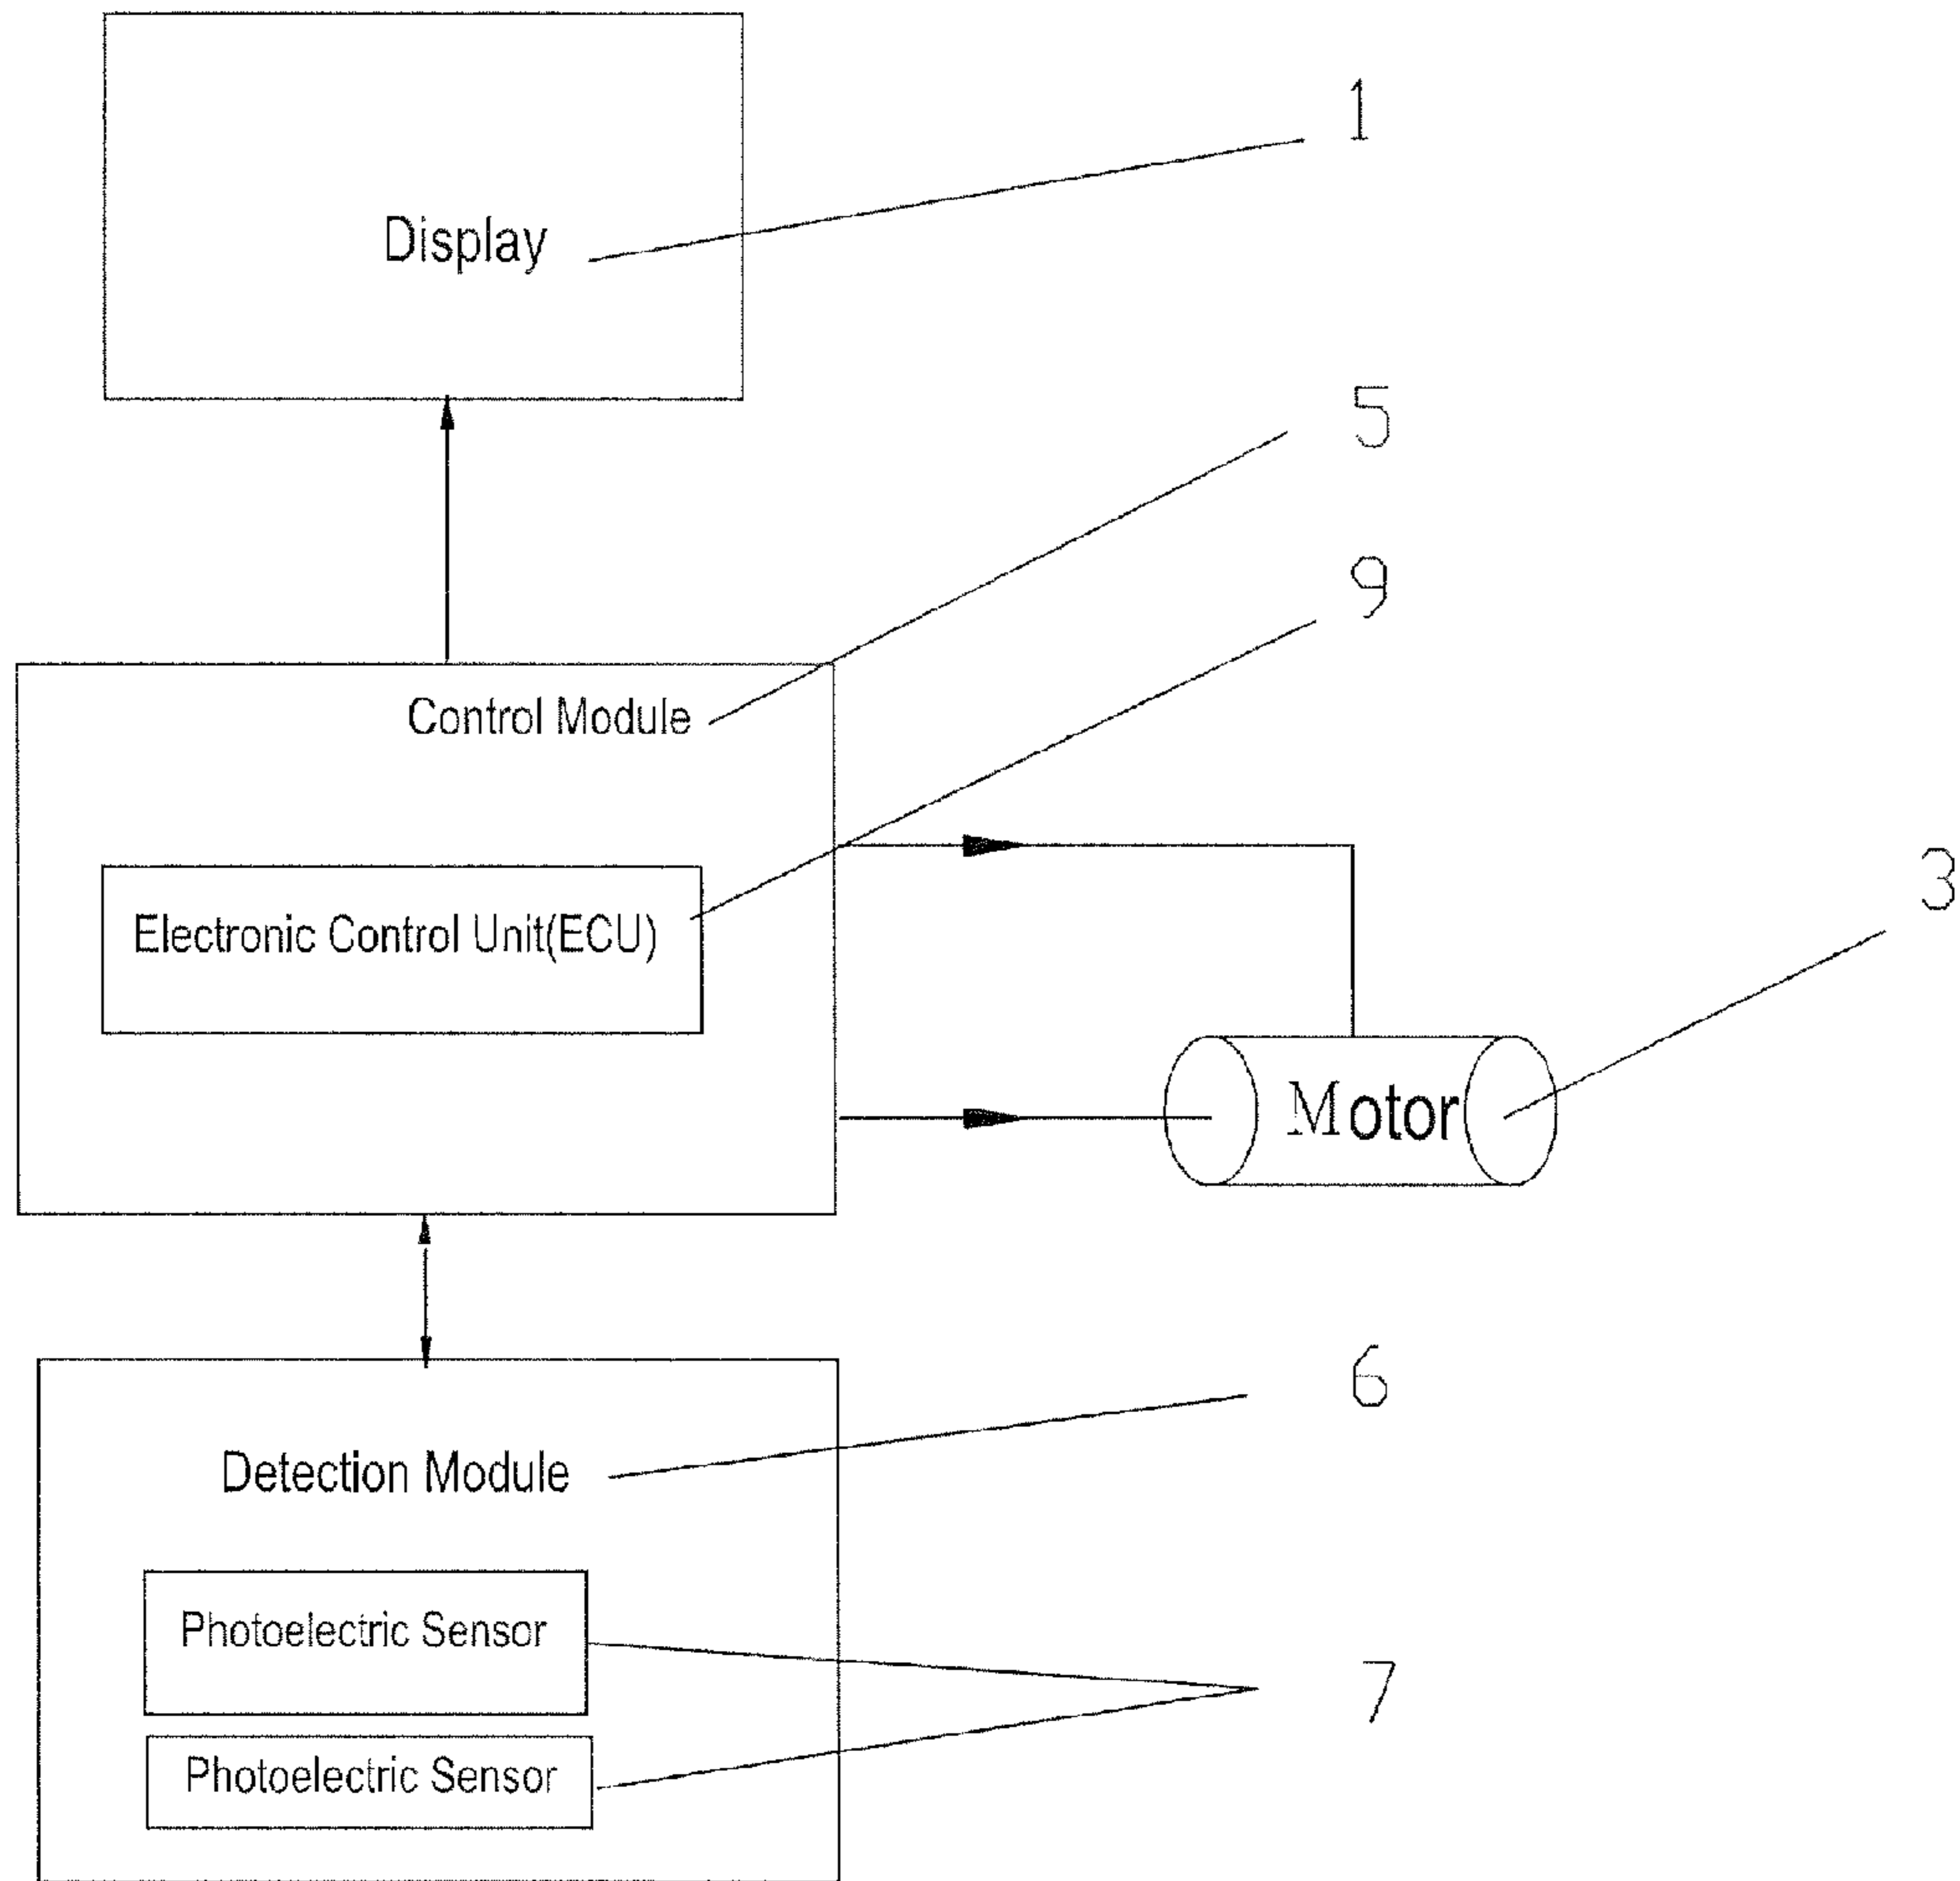 1
Display
5
9
Control Module
3
Electronic Control Unit(ECU)
Motor
6
Detection Module
Photoelectric Sensor
7
Photoelectric Sensor